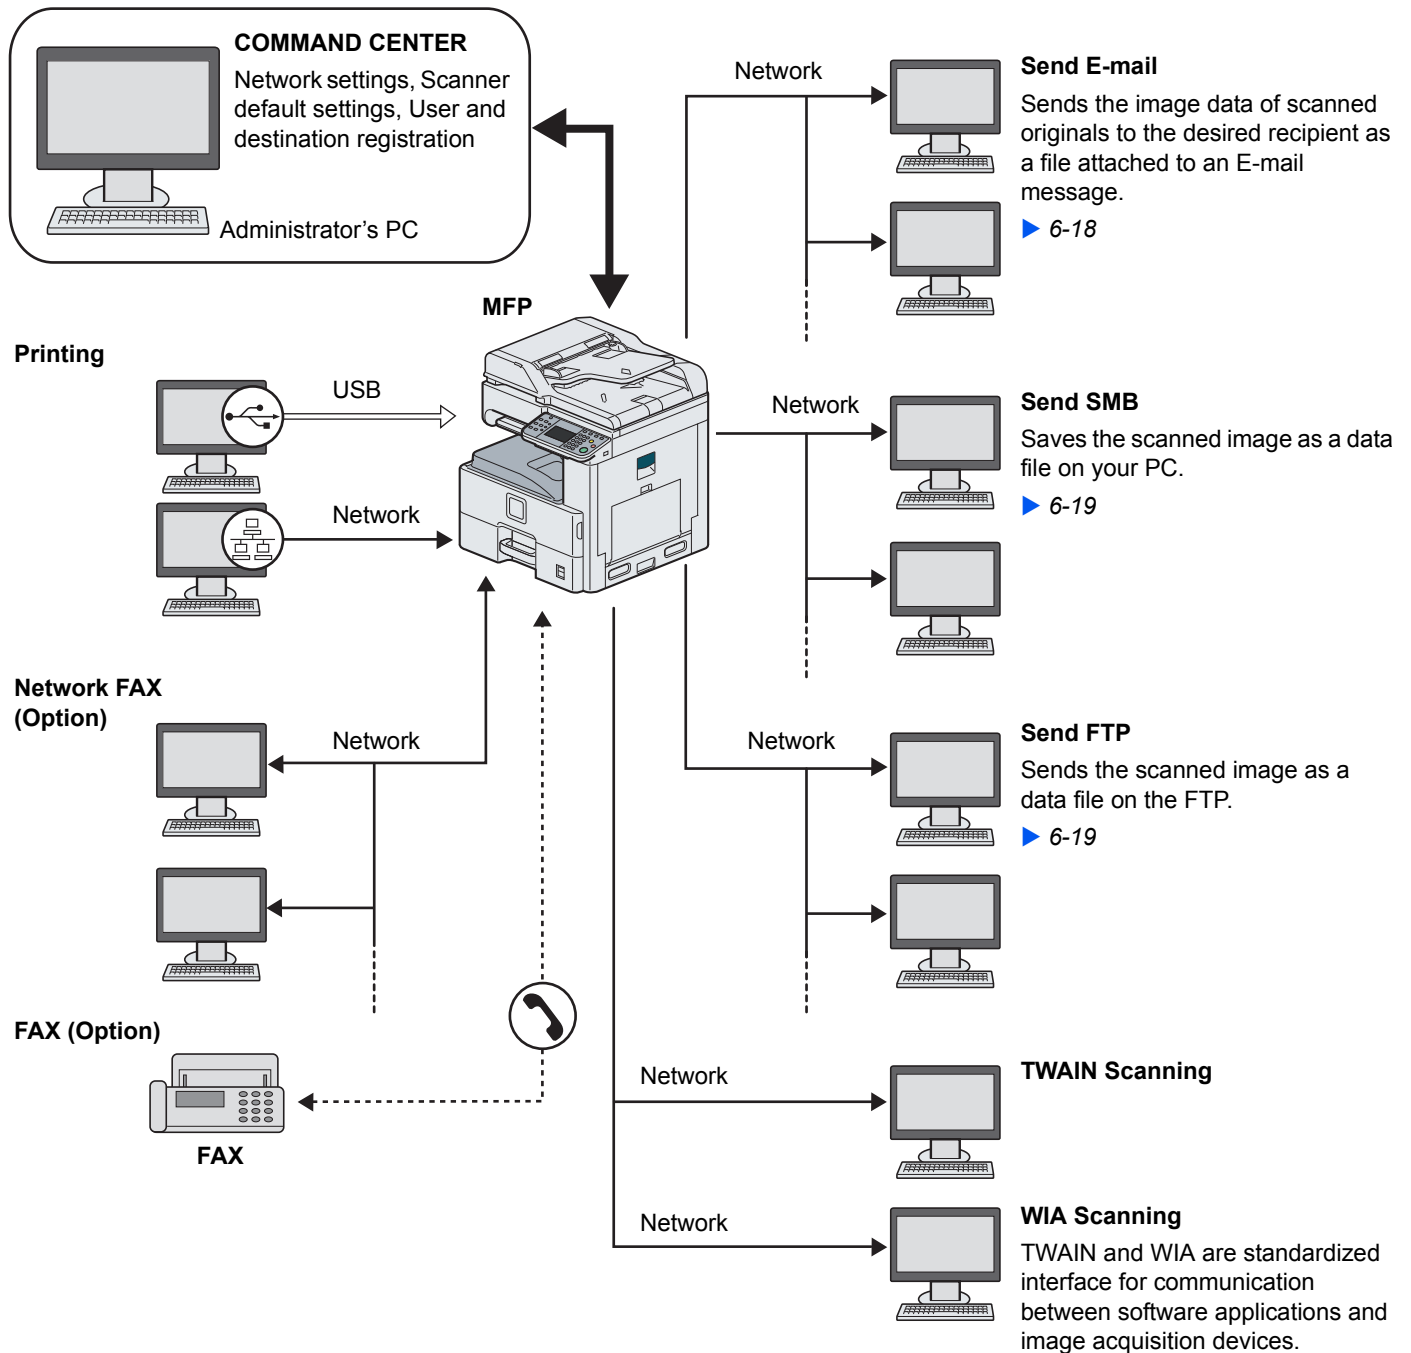 COMMAND CENTER
Network settings, Scanner
default settings, User and
destination registration
Administrator's PC
Network
Send E-mail
Sends the image data of scanned
originals to the desired recipient as
a file attached to an E-mail
message.
6-18
MFP
Printing
USB
Network
Network
Send SMB
Saves the scanned image as a data
file on your PC.
6-19
Network FAX
(Option)
Network
Network
Send FTP
Sends the scanned image as a
data file on the FTP.
6-19
FAX (Option)
FAX
Network
TWAIN Scanning
Network
WIA Scanning
TWAIN and WIA are standardized
interface for communication
between software applications and
image acquisition devices.